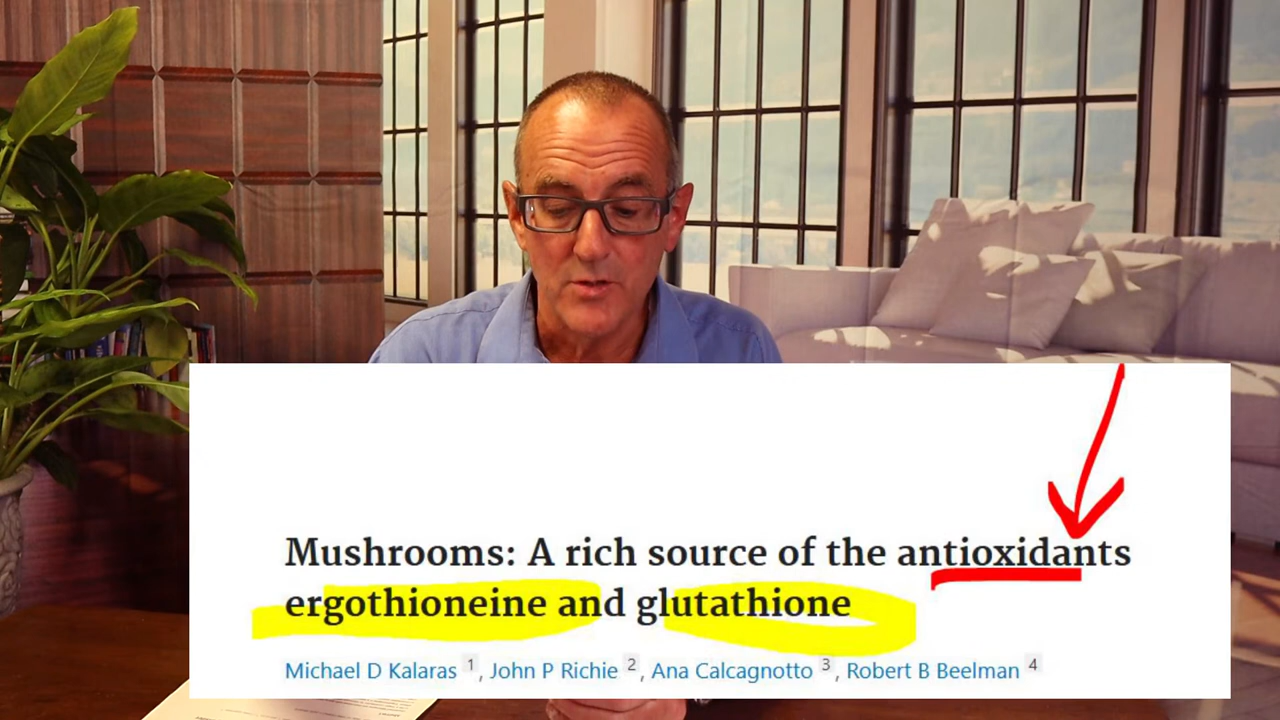 Mushrooms: A rich source of the antioxidants
ergothioneine and glutathione
Michael D Kalaras 1, John P Richie 2, Ana Calcagnotto 3, Robert B Beelman 4